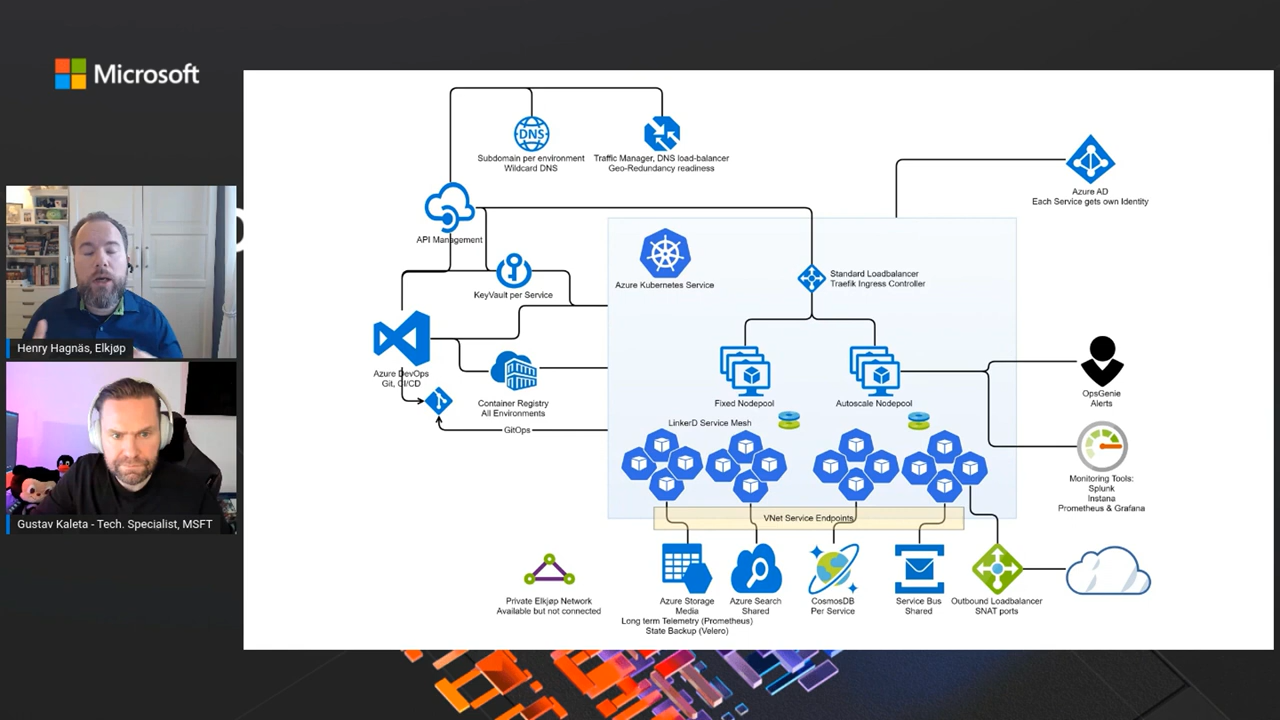 Microsoft
DNS
Subdomain per environment
Wildcard DNS
Traffic Manager, DNS load-balancer
Geo-Redundancy readiness
Azure AD
Each Service gets own Identity
API Management
Azure Kubernetes Service
Standard Loadbalancer
Traefik Ingress Controller
KeyVault per Service
Henry Hagnäs, Elkjøp
Azure DevOps
Git, CI/CD
Container Registry
All Environments
GitOps
Fixed Nodepool
Autoscale Nodepool
OpsGenie
Alerts
LinkerD Service Mesh
Monitoring Tools:
Splunk
Instana
Prometheus & Grafana
Gustav Kaleta - Tech. Specialist, MSFT
VNet Service Endpoints
Private Elkjøp Network
Available but not connected
Azure Storage
Media
Long term Telemetry (Prometheus)
State Backup (Velero)
Azure Search
Shared
CosmosDB
Per Service
Service Bus
Shared
Outbound Loadbalancer
SNAT ports